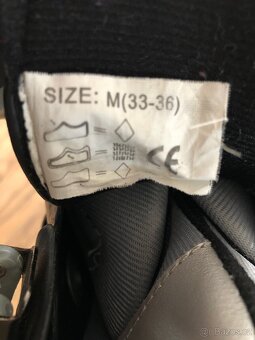 SIZE: M(33-36)
= 
=
=
CE